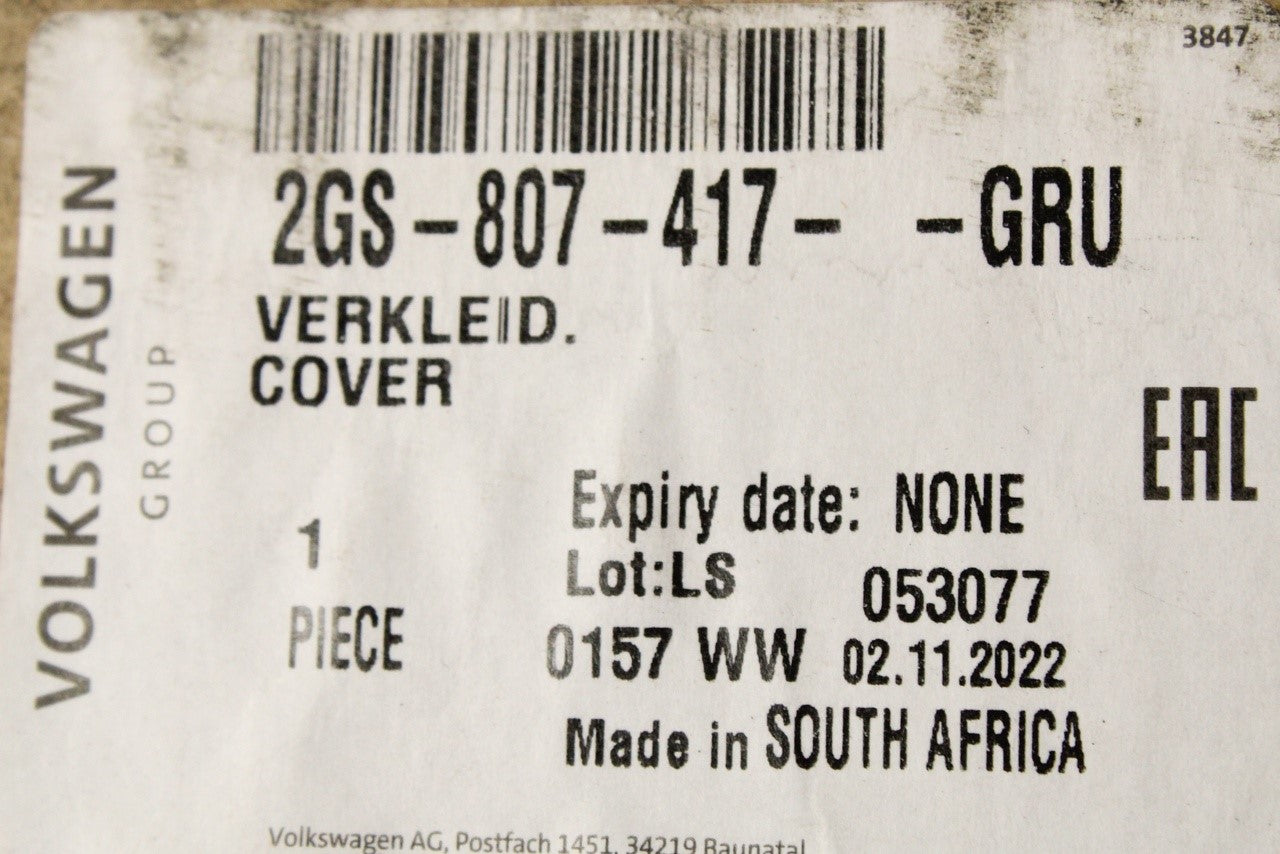 3847
VOLKSWAGEN
GROUP
2GS-807-417- -GRU
VERKLEID.
COVER
EAC
Expiry date: NONE
1
PIECE
Lot:LS 053077
0157 WW 02.11.2022
Made in SOUTH AFRICA
Volkswagen AG, Postfach 1451, 34219 Baunatal